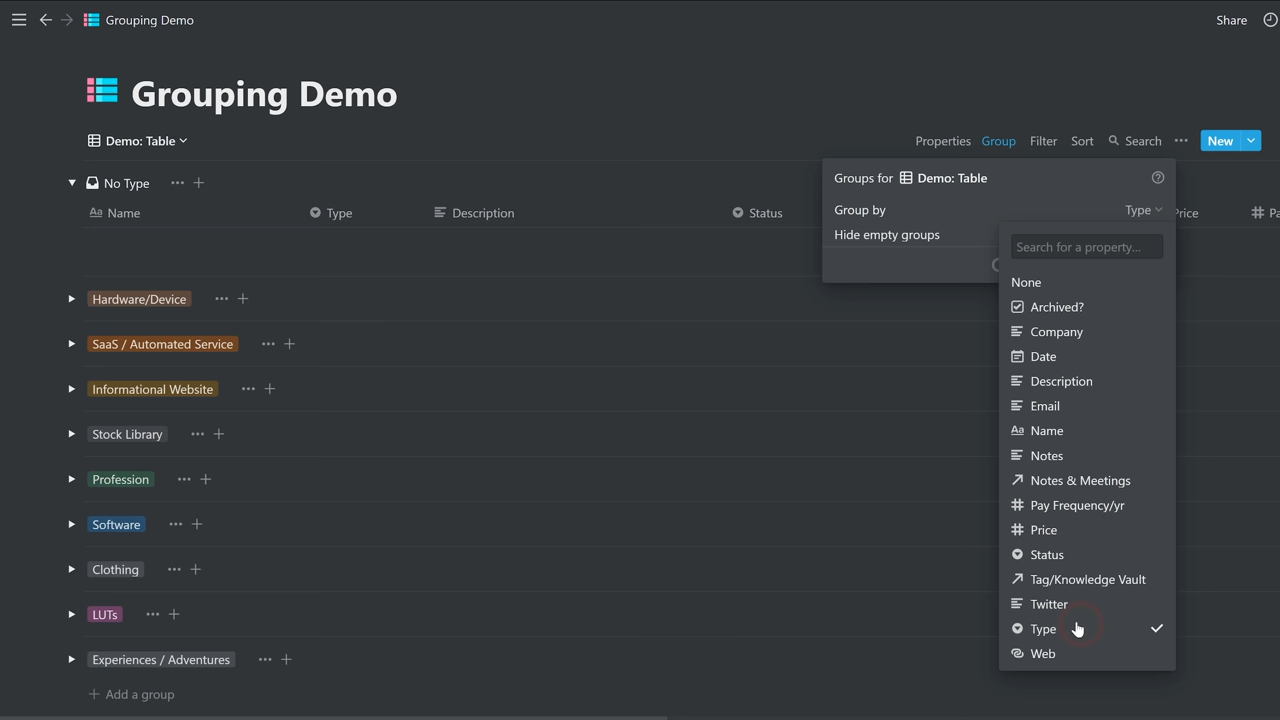 Grouping Demo
Share
Grouping Demo
Demo: Table
Properties Group Filter Sort Search New
No Type
Aa Name Type Description Status Price
Groups for Demo: Table
Group by Type
Hide empty groups
Search for a property...
None
Archived?
Company
Date
Description
Email
Aa Name
Notes
Notes & Meetings
Pay Frequency/yr
Price
Status
Tag/Knowledge Vault
Twitter
Type
Web
Hardware/Device
SaaS / Automated Service
Informational Website
Stock Library
Profession
Software
Clothing
LUTs
Experiences / Adventures
Add a group